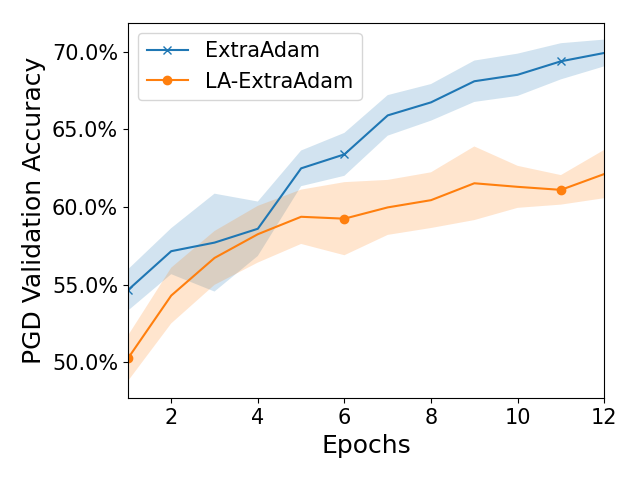 ExtraAdam
LA-ExtraAdam
PGD Validation Accuracy
70.0%
65.0%
60.0%
55.0%
50.0%
2 4 6 8 10 12
Epochs